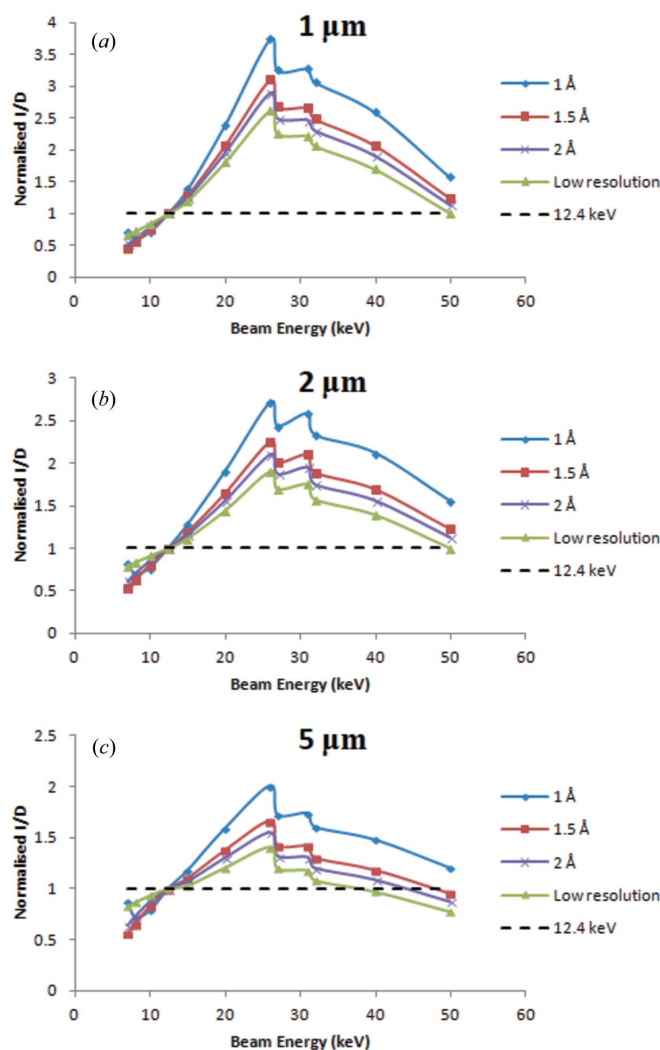 (a)
1 µm
4
3.5
3
2.5
2
1.5
1
0.5
0
Normalised I/D
0 10 20 30 40 50 60
Beam Energy (keV)
1 Å
1.5 Å
2 Å
Low resolution
12.4 keV
(b)
2 µm
3
2.5
2
1.5
1
0.5
0
Normalised I/D
0 10 20 30 40 50 60
Beam Energy (keV)
1 Å
1.5 Å
2 Å
Low resolution
12.4 keV
(c)
5 µm
2.5
2
1.5
1
0.5
0
Normalised I/D
0 10 20 30 40 50 60
Beam Energy (keV)
1 Å
1.5 Å
2 Å
Low resolution
12.4 keV